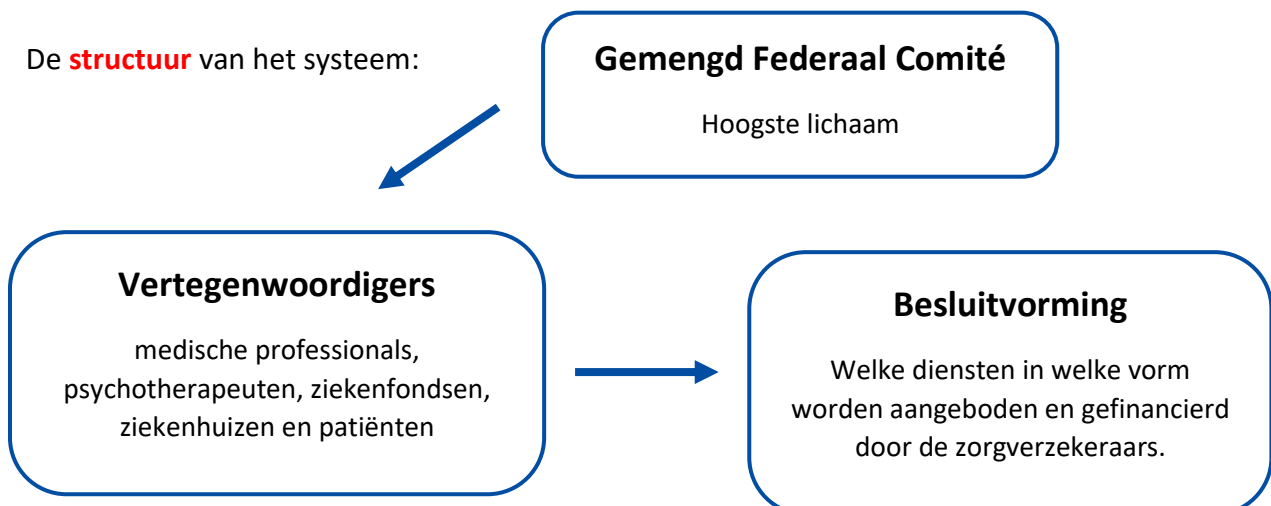 De structuur van het systeem:
Gemengd Federaal Comité
Hoogste lichaam
Vertegenwoordigers
medische professionals,
psychotherapeuten, ziekenfondsen,
ziekenhuizen en patiënten
Besluitvorming
Welke diensten in welke vorm
worden aangeboden en gefinancierd
door de zorgverzekeraars.